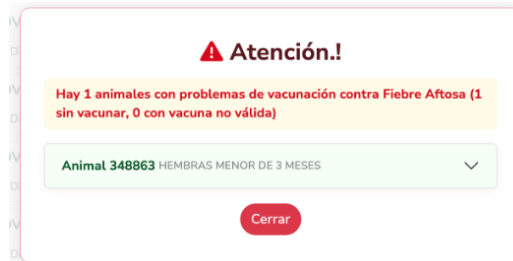 Atención.!
Hay 1 animales con problemas de vacunación contra Fiebre Aftosa (1
sin vacunar, 0 con vacuna no válida)
Animal 348863 HEMBRAS MENOR DE 3 MESES
Cerrar